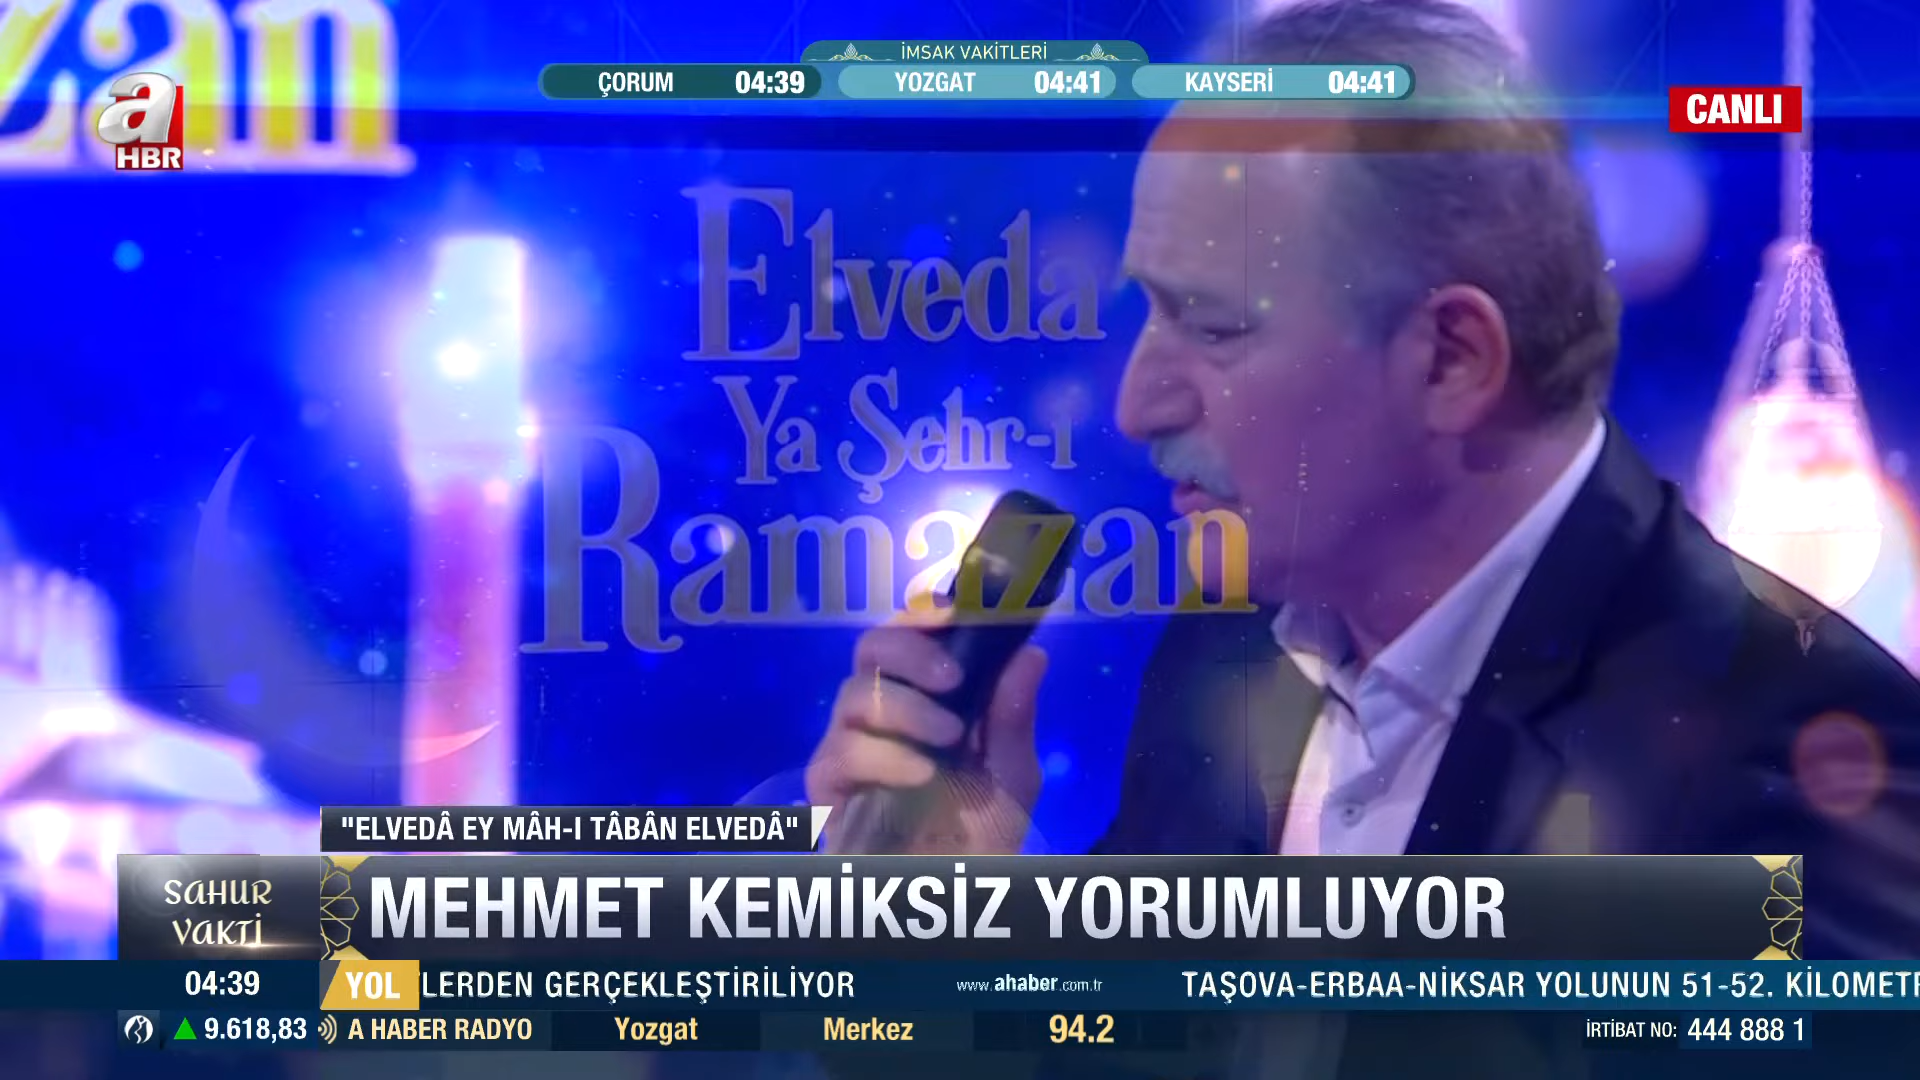 İMSAK VAKİTLERİ
ÇORUM 04:39 YOZGAT 04:41 KAYSERİ 04:41
zan
a
HBR
CANLI
Elveda
Ya Şehr-i
Ramazan
"ELVEDÂ EY MÂH-I TÂBÂN ELVEDÂ"
SAHUR
VAKTİ
MEHMET KEMİKSİZ YORUMLUYOR
04:39 YOL LERDEN GERÇEKLEŞTİRİLİYOR www.ahaber.com.tr TAŞOVA-ERBAA-NİKSAR YOLUNUN 51-52. KİLOMETR
9.618,83 A HABER RADYO Yozgat Merkez 94.2 İRTİBAT NO: 444 888 1